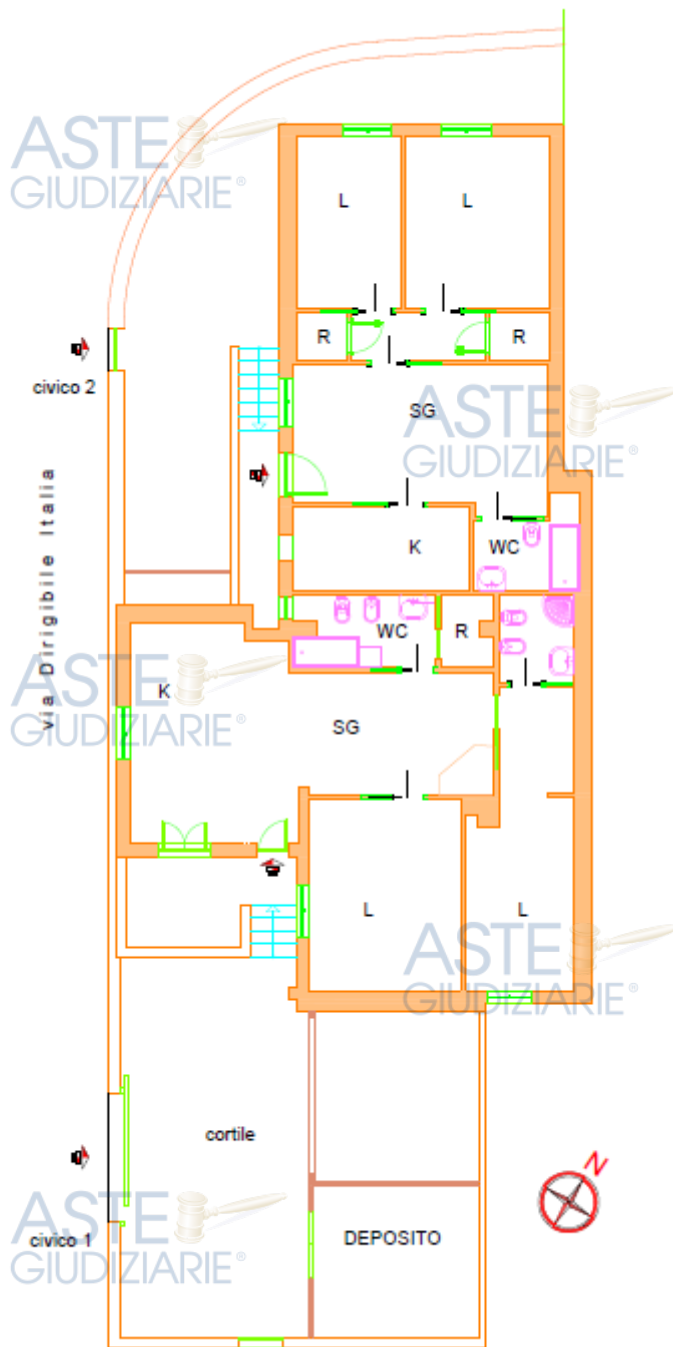 ASTE
GIUDIZIARIE®
L
L
R
R
civico 2
SG
ASTE
GIUDIZIARIE®
K
WC
via Dirigibile Italia
WC
R
ASTE
GIUDIZIARIE®
K
SG
L
L
ASTE
GIUDIZIARIE®
cortile
N
ASTE
GIUDIZIARIE®
civico 1
DEPOSITO